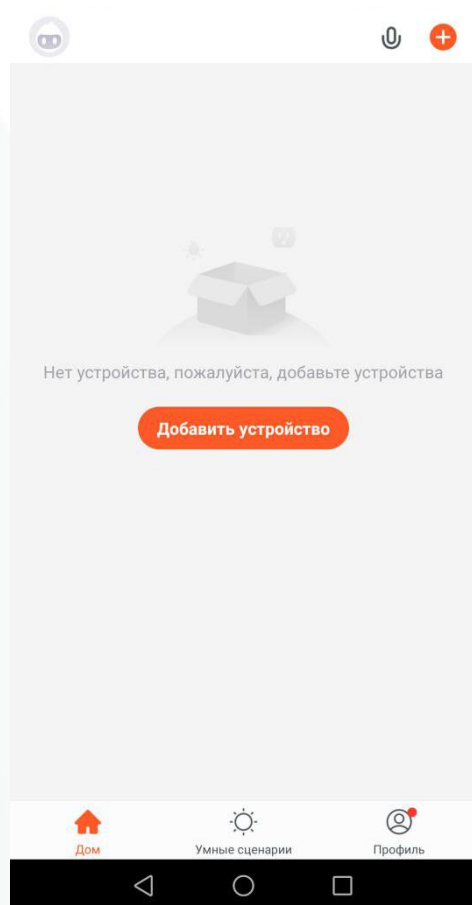 Нет устройства, пожалуйста, добавьте устройства
Добавить устройство
Дом
Умные сценарии
Профиль